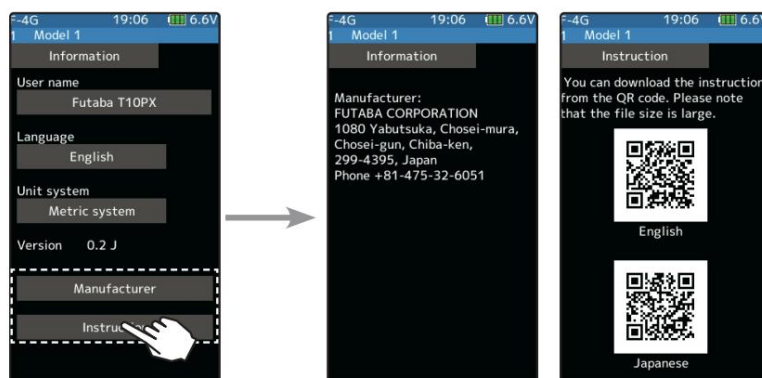 F-4G 19:06 6.6V
1 Model 1
Information
User name
Futaba T10PX
Language
English
Unit system
Metric system
Version 0.2 J
Manufacturer
F-4G 19:06 6.6V
1 Model 1
Information
Manufacturer:
FUTABA CORPORATION
1080 Yabutsuka, Chosei-mura,
Chosei-gun, Chiba-ken,
299-4395, Japan
Phone +81-475-32-6051
F-4G 19:06 6.6V
1 Model 1
Instruction
You can download the instruction
from the QR code. Please note
that the file size is large.
English
Japanese